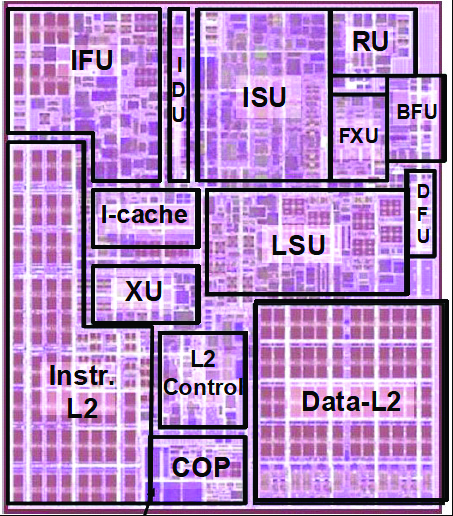 IFU
I
D
U
ISU
RU
FXU
BFU
I-cache
LSU
D
F
U
XU
Instr.
L2
L2
Control
Data-L2
COP